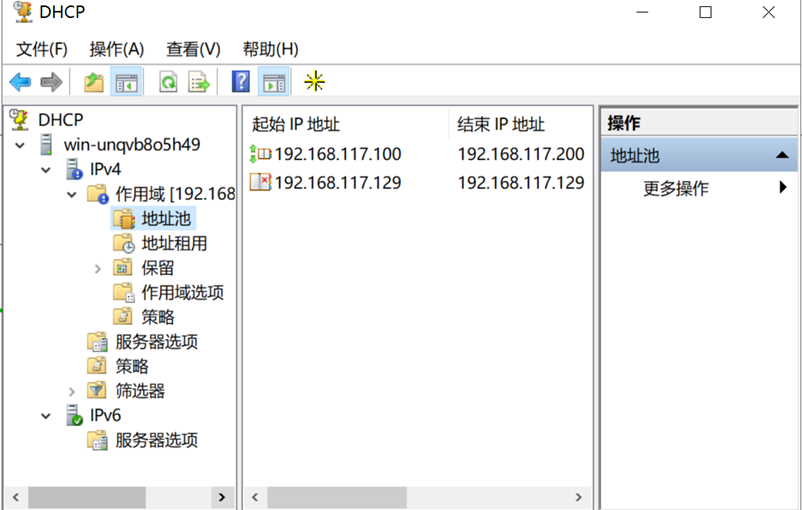 DHCP
文件(F) 操作(A) 查看(V) 帮助(H)
DHCP
win-unqvb8o5h49
IPv4
作用域 [192.168
地址池
地址租用
保留
作用域选项
策略
服务器选项
策略
筛选器
IPv6
服务器选项
起始 IP 地址 结束 IP 地址
192.168.117.100 192.168.117.200
192.168.117.129 192.168.117.129
操作
地址池
更多操作